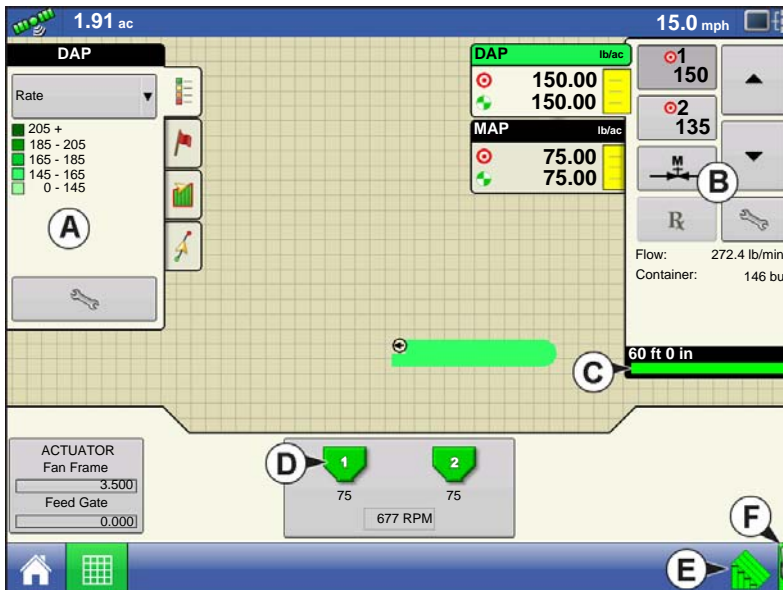 1.91 ac
15.0 mph
DAP
Rate
205 +
185 - 205
165 - 185
145 - 165
0 - 145
A
DAP lb/ac
150.00
150.00
MAP lb/ac
75.00
75.00
1
150
2
135
M
B
Rx
Flow: 272.4 lb/min
Container: 146 bu
60 ft 0 in
C
ACTUATOR
Fan Frame
3.500
Feed Gate
0.000
D
1
2
75
75
677 RPM
E
F